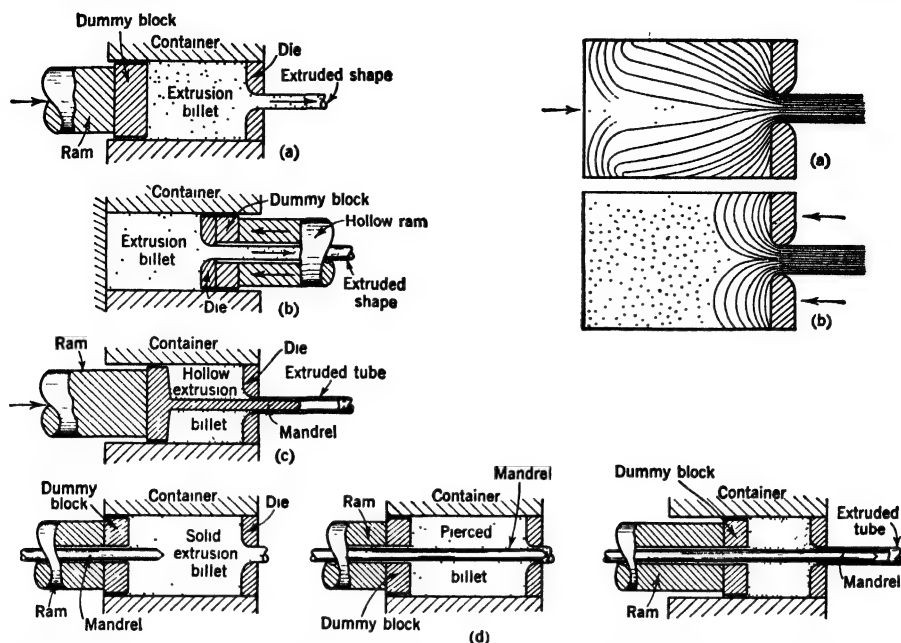 Dummy block
Container
Die
Extruded shape
Extrusion
billet
Ram
(a)
Container
Dummy block
Hollow ram
Extrusion
billet
Die
(b)
Extruded
shape
Ram
Container
Die
Hollow
extrusion
billet
Extruded tube
Mandrel
(c)
Dummy
block
Container
Die
Solid
extrusion
billet
Ram
Mandrel
Ram
Container
Mandrel
Pierced
billet
Dummy block
(d)
Dummy block
Container
Extruded
tube
Mandrel
Ram
(a)
(b)